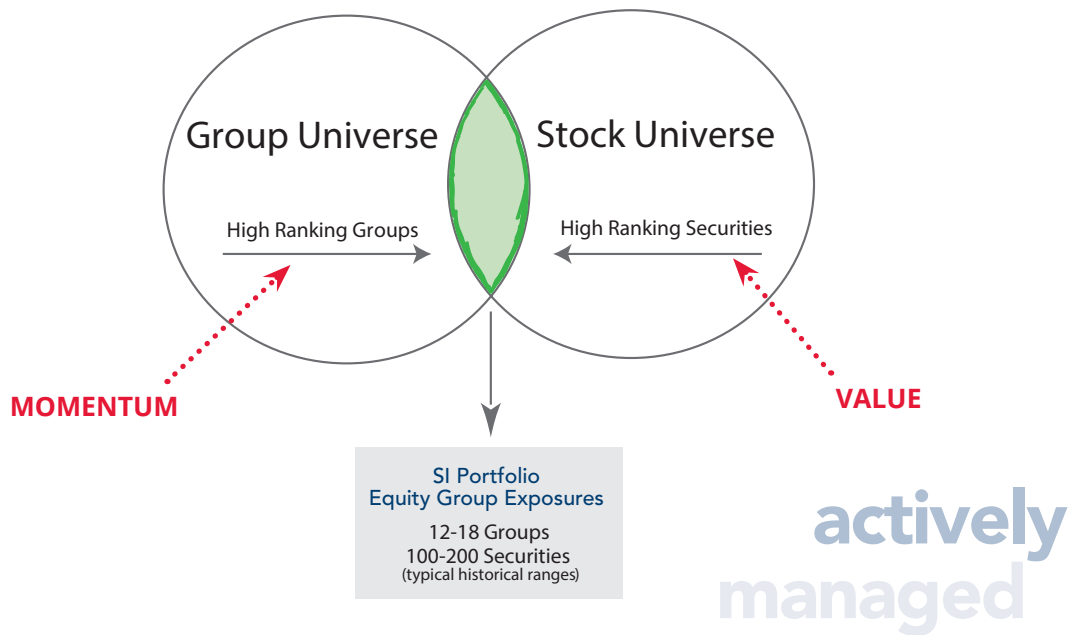 Group Universe
Stock Universe
High Ranking Groups
High Ranking Securities
MOMENTUM
VALUE
SI Portfolio
Equity Group Exposures
12-18 Groups
100-200 Securities
(typical historical ranges)
actively
managed